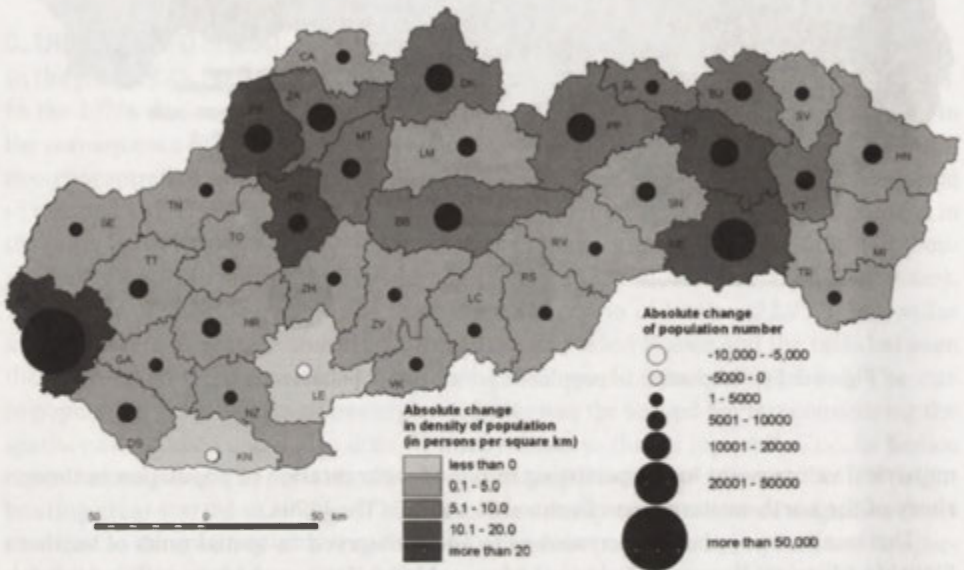 CA
DK
ZA
SL
BJ
SV
PP
PB
MT
PO
HN
LM
VT
TN
PD
SN
SE
BB
TO
KE
RV
MI
TT
RS
TR
ZH
LC
NR
ZY
GA
VK
LE
NZ
DS
KN
Absolute change
of population number
-10,000 - -5,000
-5000 - 0
1 - 5000
5001 - 10000
10001 - 20000
20001 - 50000
more than 50,000
Absolute change
in density of population
(in persons per square km)
less than 0
0.1 - 5.0
5.1 - 10.0
10.1 - 20.0
more than 20
50 0 50 km